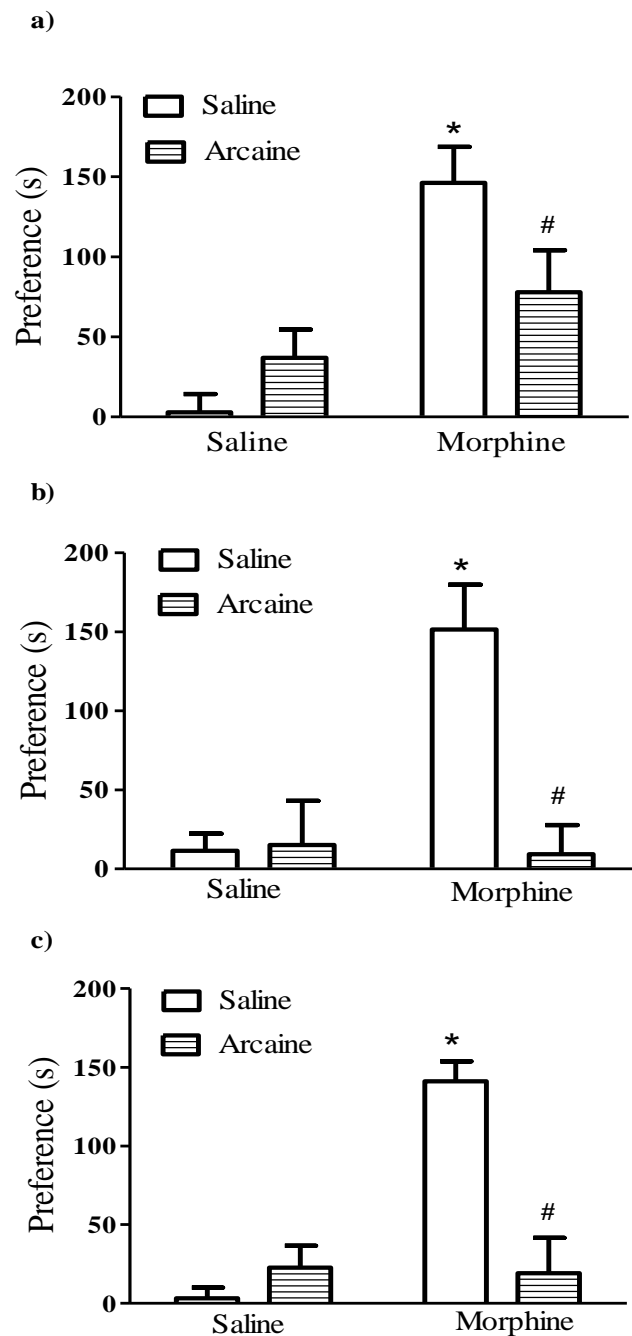 a)
200
Saline
*
Arcaine
150
#
100
50
0
Preference (s)
Saline Morphine
b)
200
Saline
*
Arcaine
150
100
#
50
0
Preference (s)
Saline Morphine
c)
200
Saline
*
Arcaine
150
100
#
50
0
Preference (s)
Saline Morphine